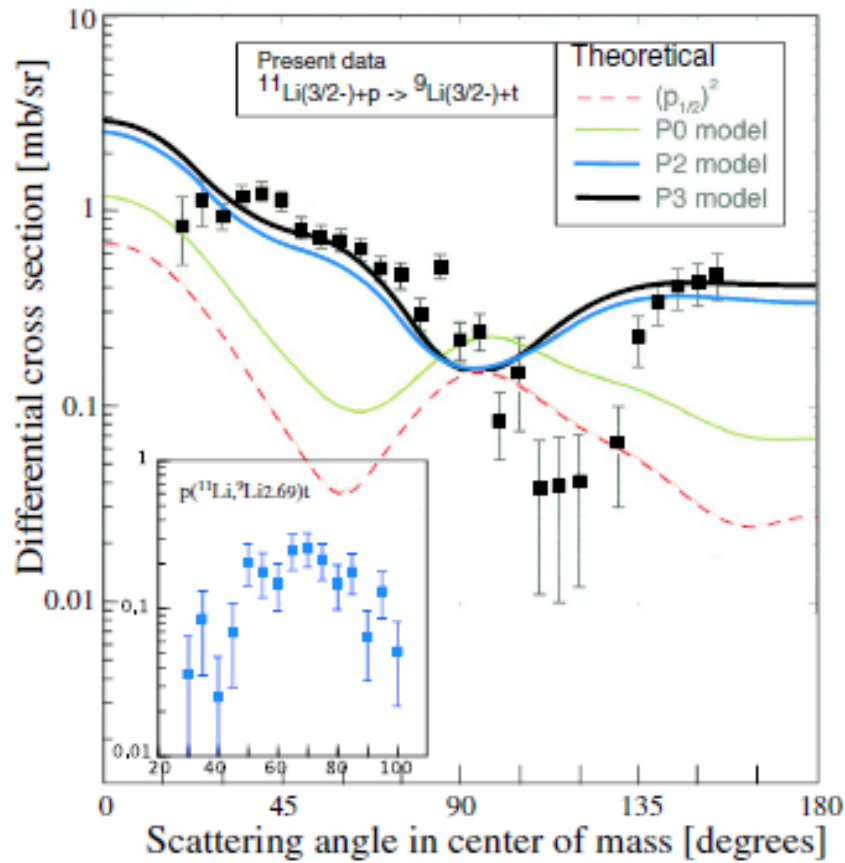 10
1
0.1
0.01
Differential cross section [mb/sr]
Present data
¹¹Li(3/2-)+p -> ⁹Li(3/2-)+t
Theoretical
(p₁/₂)²
P0 model
P2 model
P3 model
1
p(¹¹Li,⁹Li2.69)t
0.1
0.01
20 40 60 80 100
0 45 90 135 180
Scattering angle in center of mass [degrees]